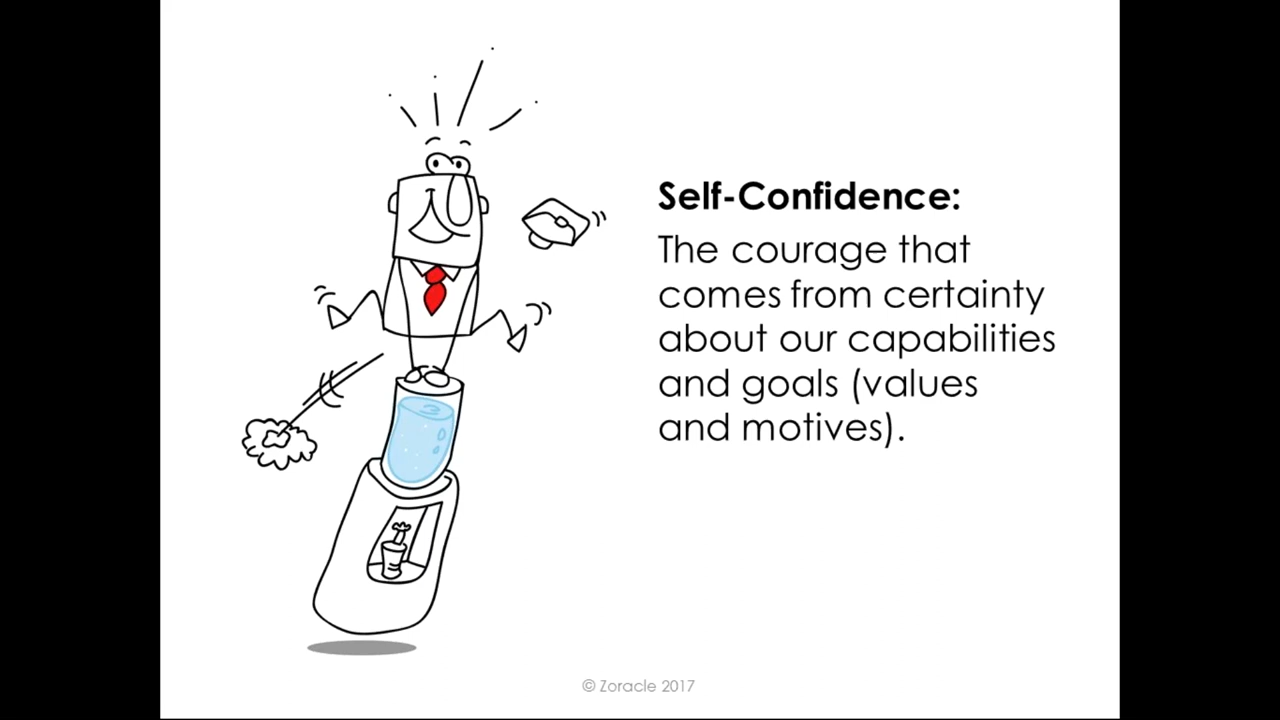 Self-Confidence:
The courage that
comes from certainty
about our capabilities
and goals (values
and motives).
© Zoracle 2017